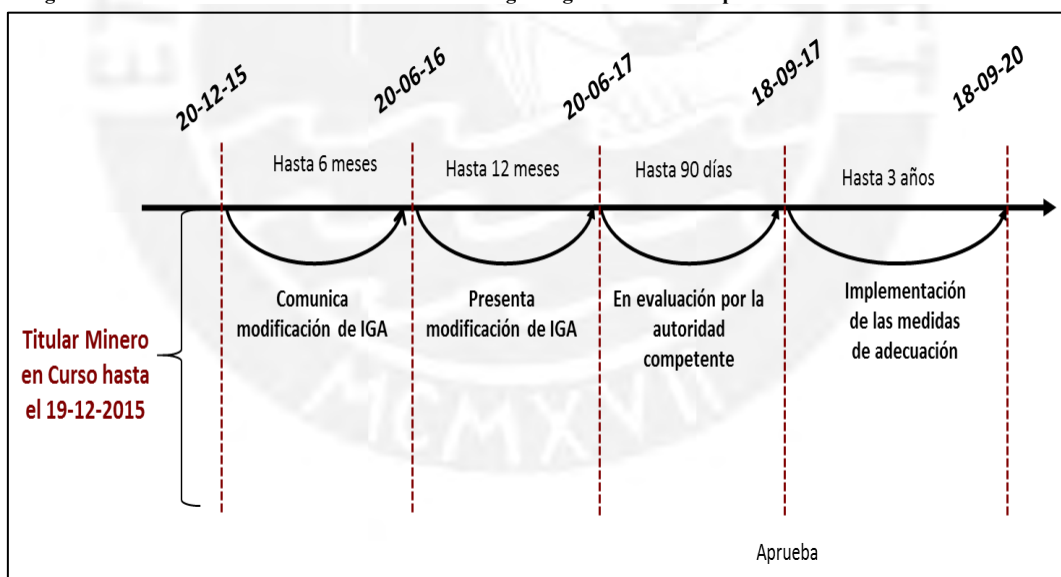 20-12-15
20-06-16
20-06-17
18-09-17
18-09-20
Hasta 6 meses
Hasta 12 meses
Hasta 90 días
Hasta 3 años
Comunica
modificación de IGA
Presenta
modificación de IGA
En evaluación por la
autoridad
competente
Implementación
de las medidas
de adecuación
Titular Minero
en Curso hasta
el 19-12-2015
MCMXVII
Aprueba